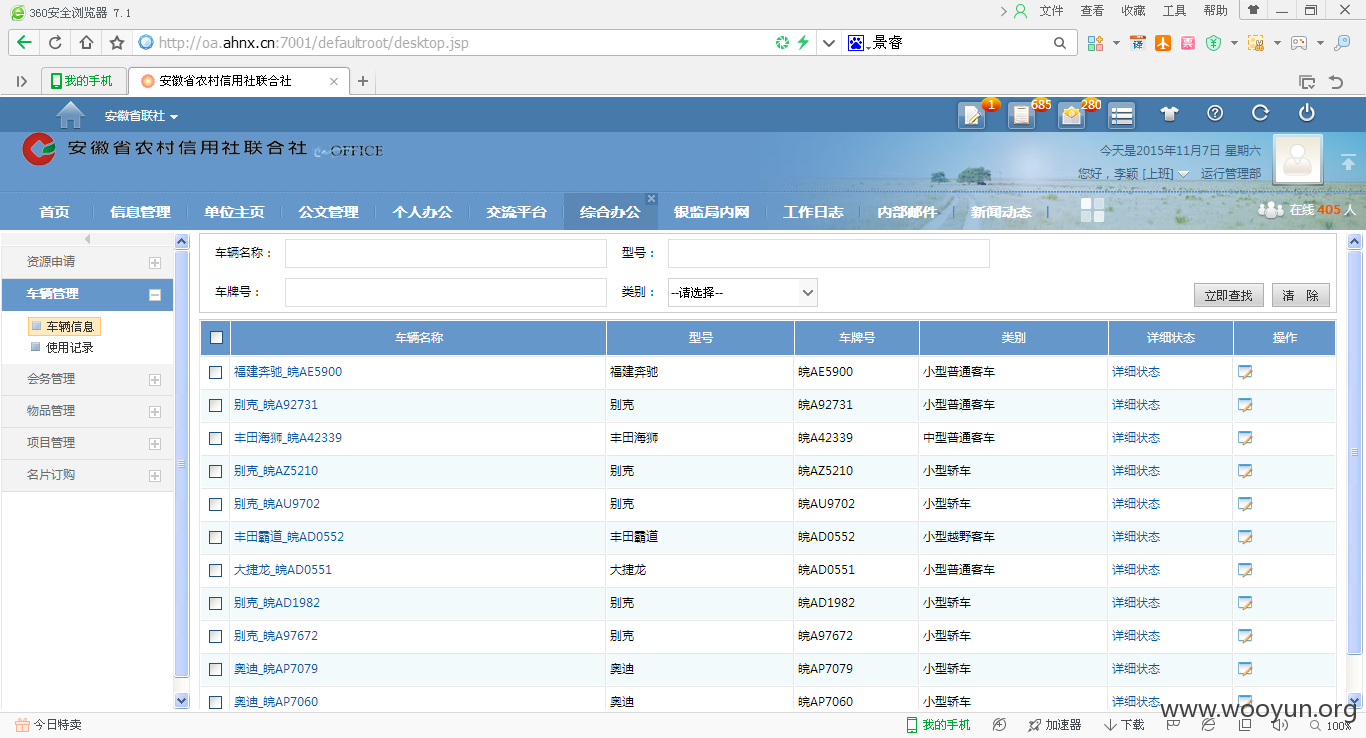 360安全浏览器 7.1
文件 查看 收藏 工具 帮助
http://oa.ahnx.cn:7001/defaultroot/desktop.jsp
景睿
译
票
我的手机
安徽省农村信用社联合社
安徽省联社
1
685
280
安徽省农村信用社联合社 OFFICE
今天是2015年11月7日 星期六
您好，李颖 [上班] 运行管理部
首页 信息管理 单位主页 公文管理 个人办公 交流平台 综合办公 银监局内网 工作日志 内部邮件 新闻动态
在线 405 人
资源申请
车辆管理
车辆信息
使用记录
会务管理
物品管理
项目管理
名片订购
车辆名称： 型号：
车牌号： 类别： --请选择--
立即查找 清 除
车辆名称 型号 车牌号 类别 详细状态 操作
福建奔驰_皖AE5900 福建奔驰 皖AE5900 小型普通客车 详细状态
别克_皖A92731 别克 皖A92731 小型普通客车 详细状态
丰田海狮_皖A42339 丰田海狮 皖A42339 中型普通客车 详细状态
别克_皖AZ5210 别克 皖AZ5210 小型轿车 详细状态
别克_皖AU9702 别克 皖AU9702 小型轿车 详细状态
丰田霸道_皖AD0552 丰田霸道 皖AD0552 小型越野客车 详细状态
大捷龙_皖AD0551 大捷龙 皖AD0551 小型普通客车 详细状态
别克_皖AD1982 别克 皖AD1982 小型轿车 详细状态
别克_皖A97672 别克 皖A97672 小型轿车 详细状态
奥迪_皖AP7079 奥迪 皖AP7079 小型轿车 详细状态
奥迪_皖AP7060 奥迪 皖AP7060 小型轿车 详细状态
www.wooyun.org
今日特卖
我的手机 加速器 下载 100%